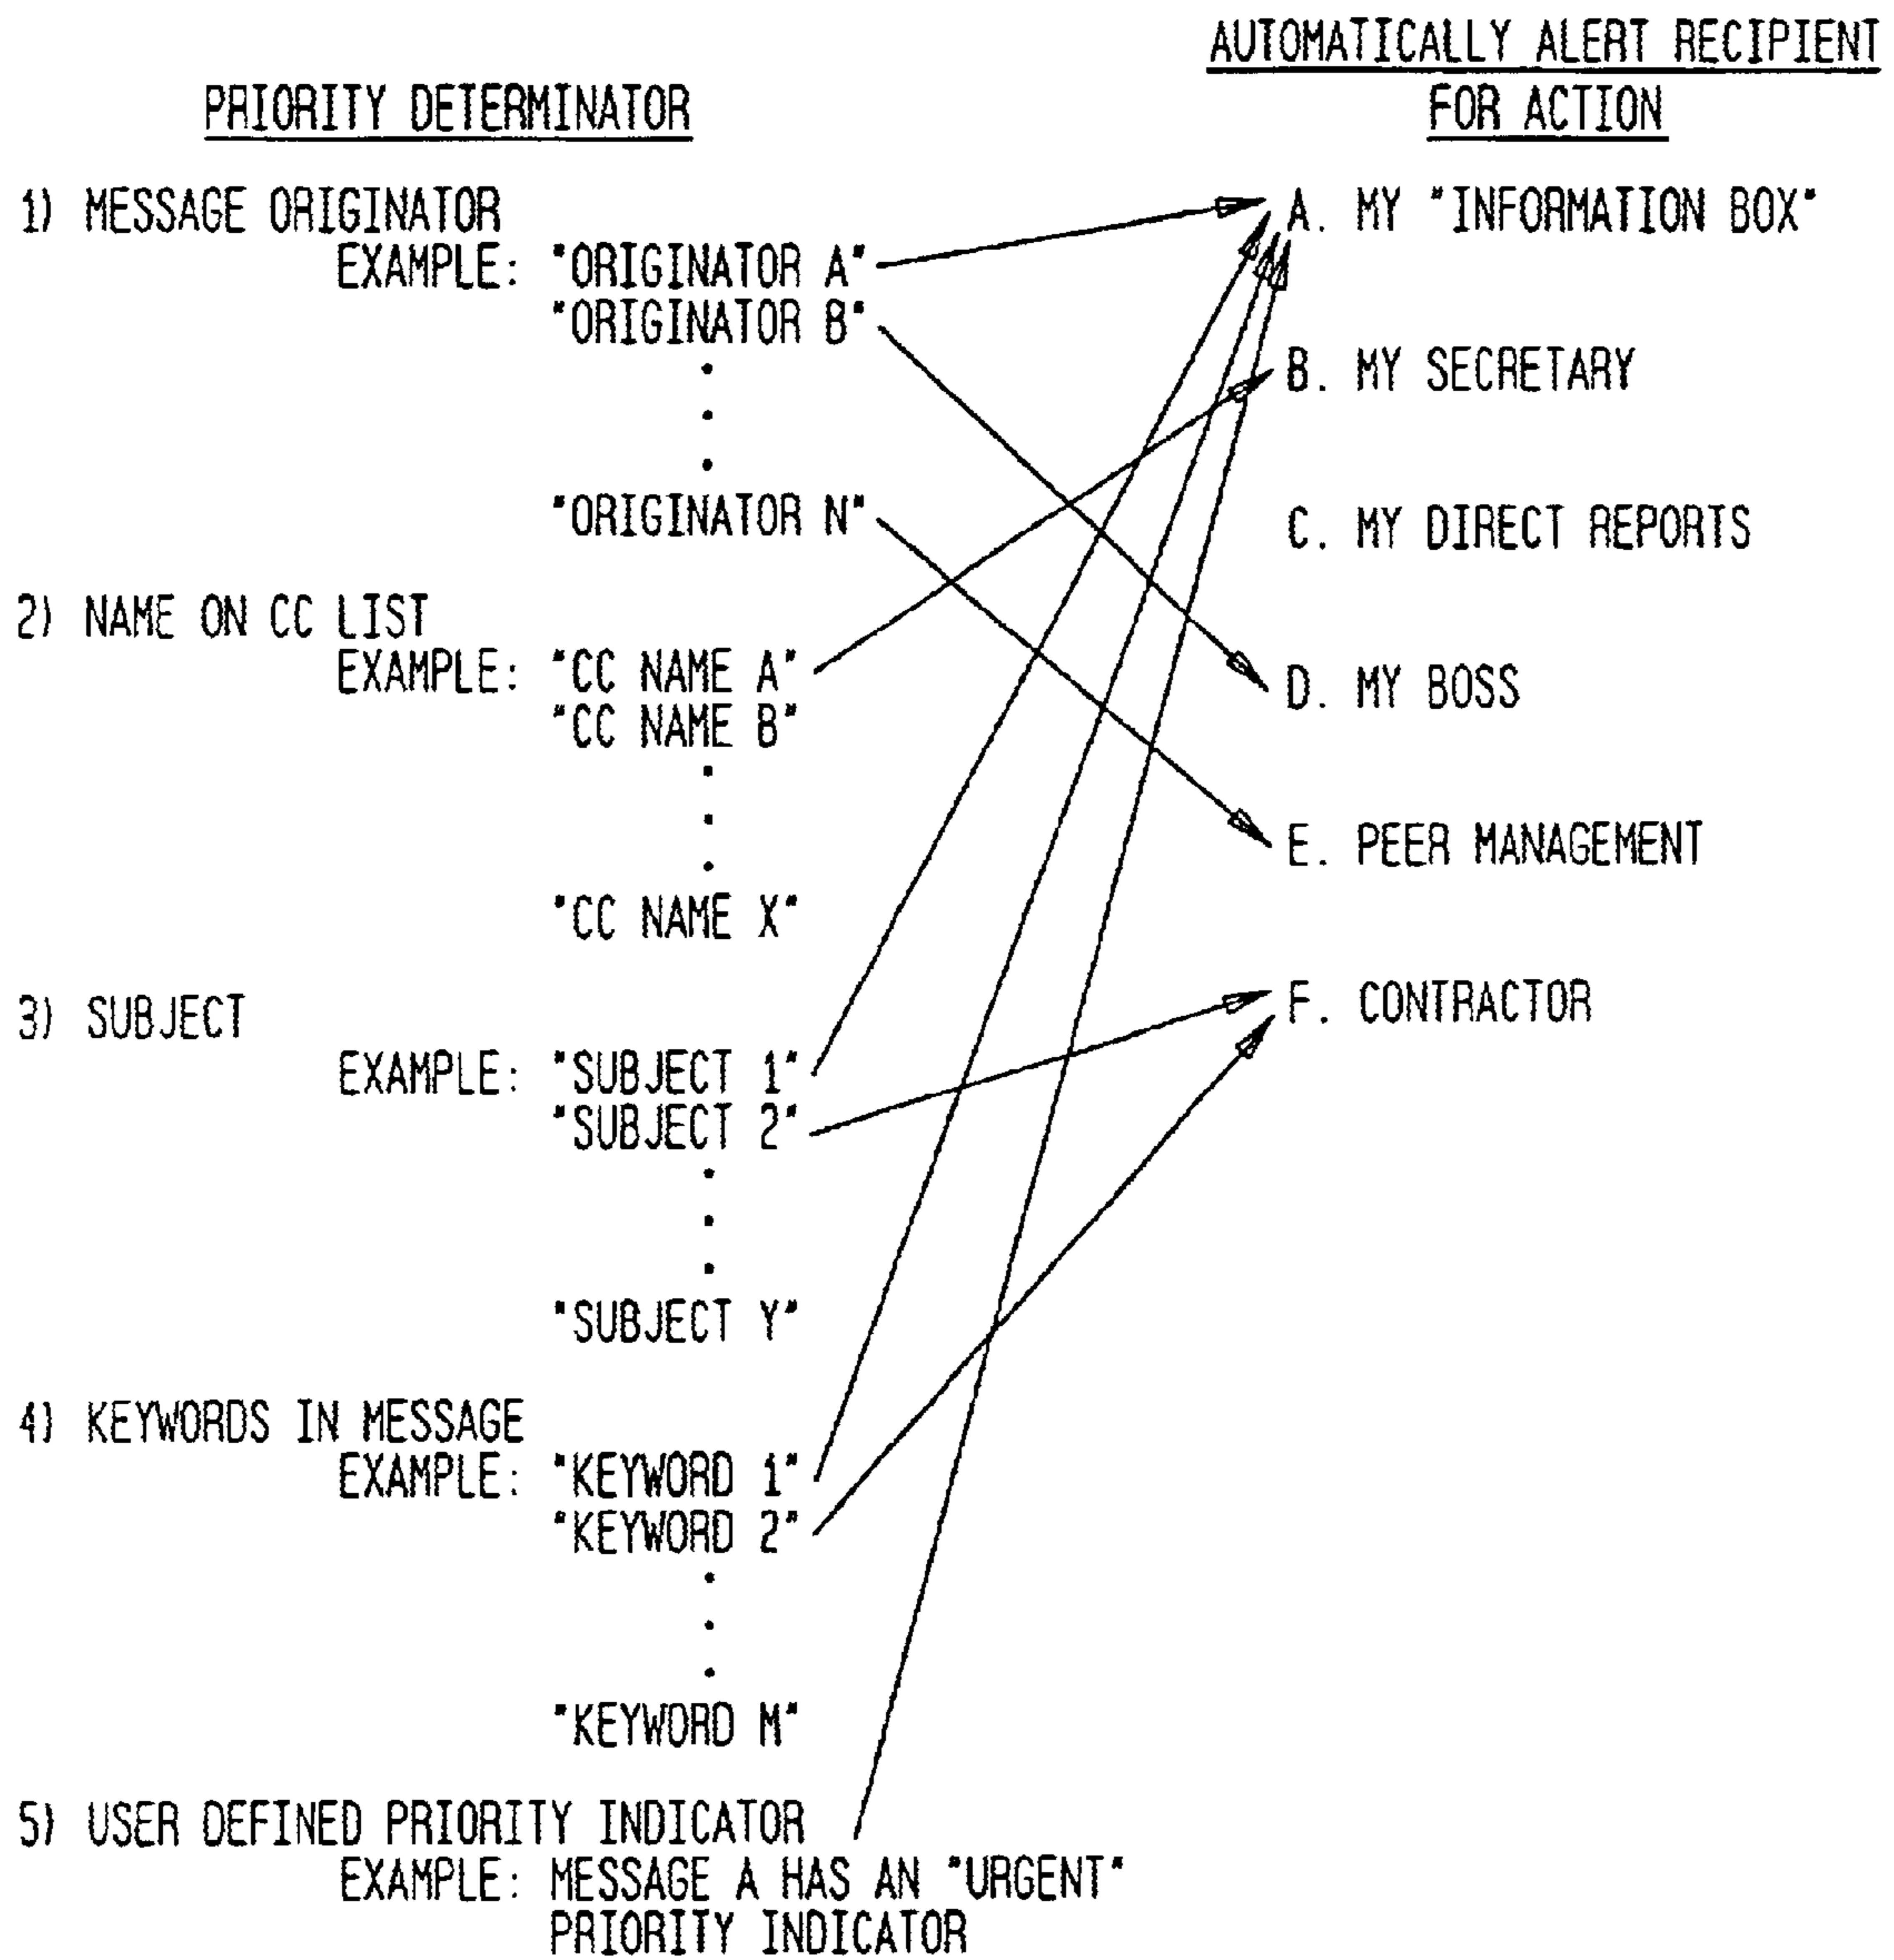 PRIORITY DETERMINATOR
1) MESSAGE ORIGINATOR
EXAMPLE: "ORIGINATOR A"
"ORIGINATOR B"
"ORIGINATOR N"
2) NAME ON CC LIST
EXAMPLE: "CC NAME A"
"CC NAME B"
"CC NAME X"
3) SUBJECT
EXAMPLE: "SUBJECT 1"
"SUBJECT 2"
"SUBJECT Y"
4) KEYWORDS IN MESSAGE
EXAMPLE: "KEYWORD 1"
"KEYWORD 2"
"KEYWORD M"
5) USER DEFINED PRIORITY INDICATOR
EXAMPLE: MESSAGE A HAS AN "URGENT"
PRIORITY INDICATOR
AUTOMATICALLY ALERT RECIPIENT
FOR ACTION
A. MY "INFORMATION BOX"
B. MY SECRETARY
C. MY DIRECT REPORTS
D. MY BOSS
E. PEER MANAGEMENT
F. CONTRACTOR